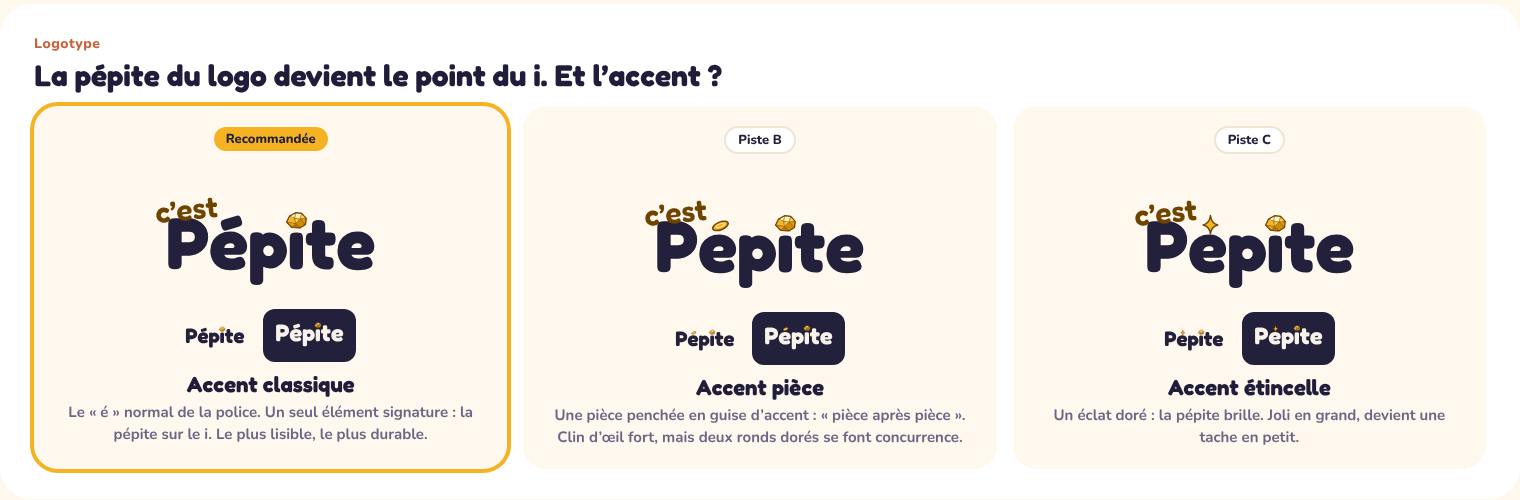 Logotype
La pépite du logo devient le point du i. Et l’accent ?
Recommandée
c’est
Pépite
Pépite
Pépite
Accent classique
Le « é » normal de la police. Un seul élément signature : la
pépite sur le i. Le plus lisible, le plus durable.
Piste B
c’est
Pépite
Pépite
Pépite
Accent pièce
Une pièce penchée en guise d’accent : « pièce après pièce ».
Clin d’œil fort, mais deux ronds dorés se font concurrence.
Piste C
c’est
Pépite
Pépite
Pépite
Accent étincelle
Un éclat doré : la pépite brille. Joli en grand, devient une
tache en petit.